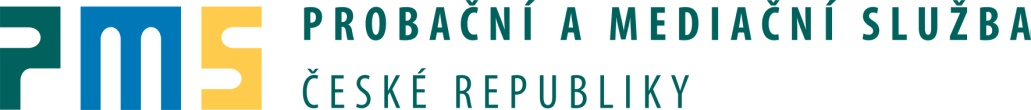 PMS
PROBAČNÍ A MEDIAČNÍ SLUŽBA
ČESKÉ REPUBLIKY